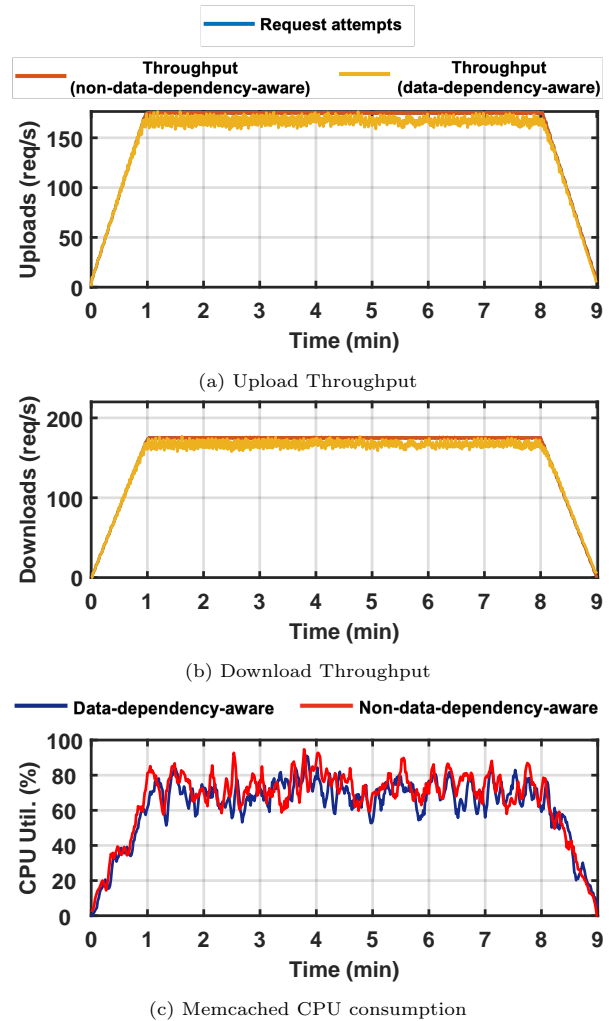 Request attempts
Throughput Throughput
(non-data-dependency-aware) (data-dependency-aware)
150
100
50
0
Uploads (req/s)
0 1 2 3 4 5 6 7 8 9
Time (min)
(a) Upload Throughput
200
100
0
Downloads (req/s)
0 1 2 3 4 5 6 7 8 9
Time (min)
(b) Download Throughput
Data-dependency-aware Non-data-dependency-aware
100
80
60
40
20
0
CPU Util. (%)
0 1 2 3 4 5 6 7 8 9
Time (min)
(c) Memcached CPU consumption